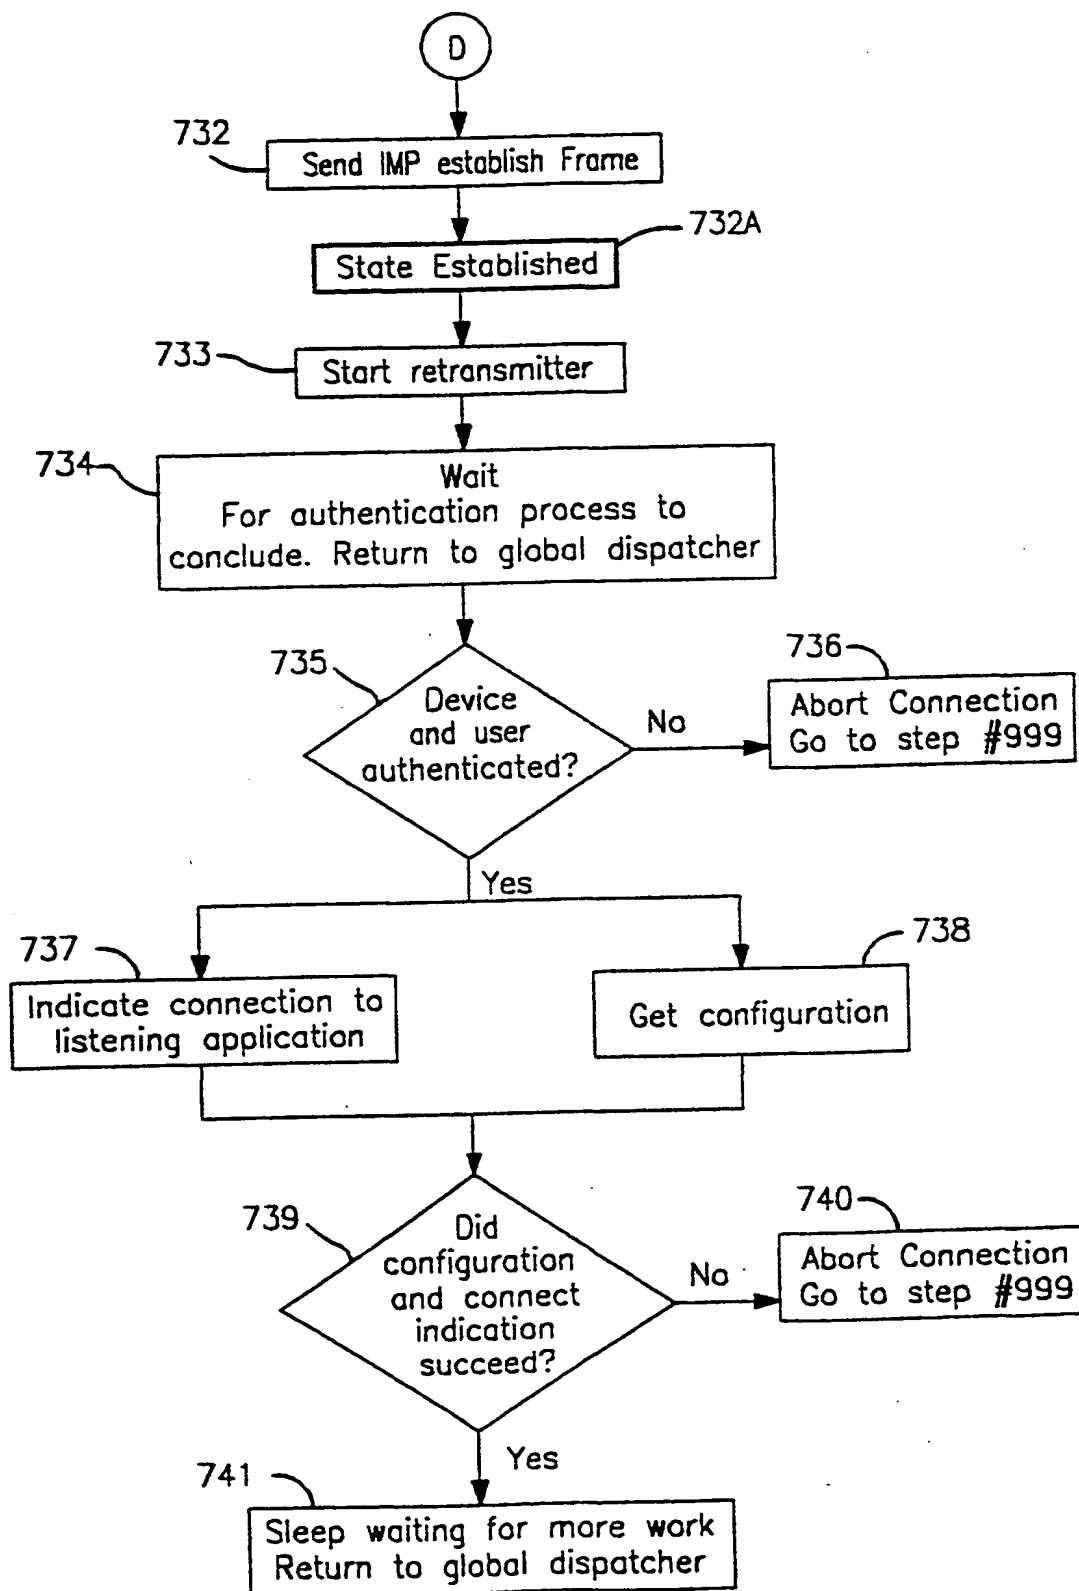 D
732
Send IMP establish Frame
732A
State Established
733
Start retransmitter
734
Wait
For authentication process to
conclude. Return to global dispatcher
735
Device
and user
authenticated?
No
736
Abort Connection
Go to step #999
Yes
737
Indicate connection to
listening application
738
Get configuration
739
Did
configuration
and connect
indication
succeed?
No
740
Abort Connection
Go to step #999
Yes
741
Sleep waiting for more work
Return to global dispatcher